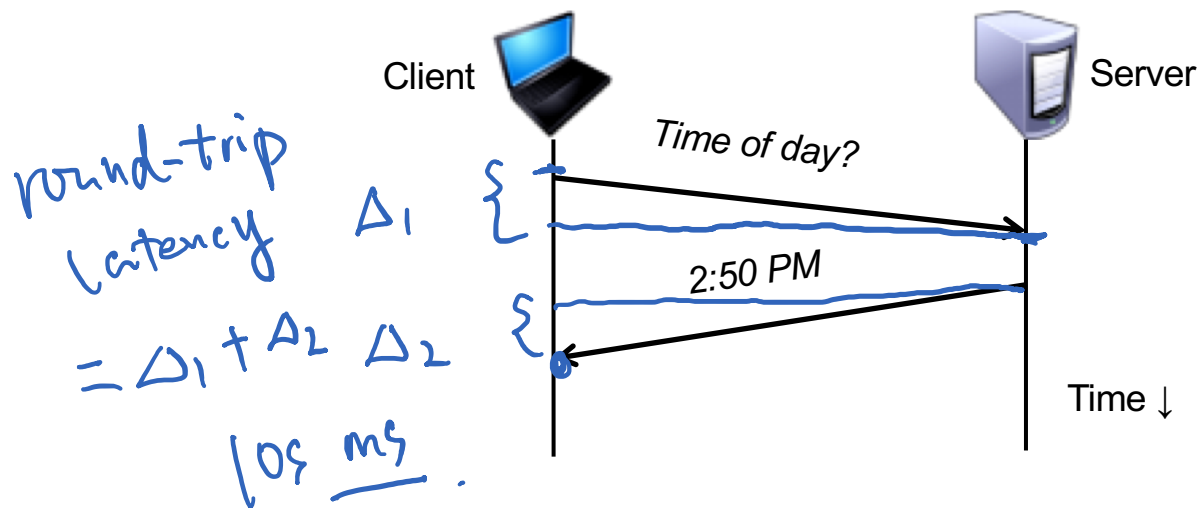 Client
Server
Time of day?
round-trip
latency Δ1 {
2:50 PM
= Δ1 + Δ2 Δ2 {
Time ↓
10s ms.